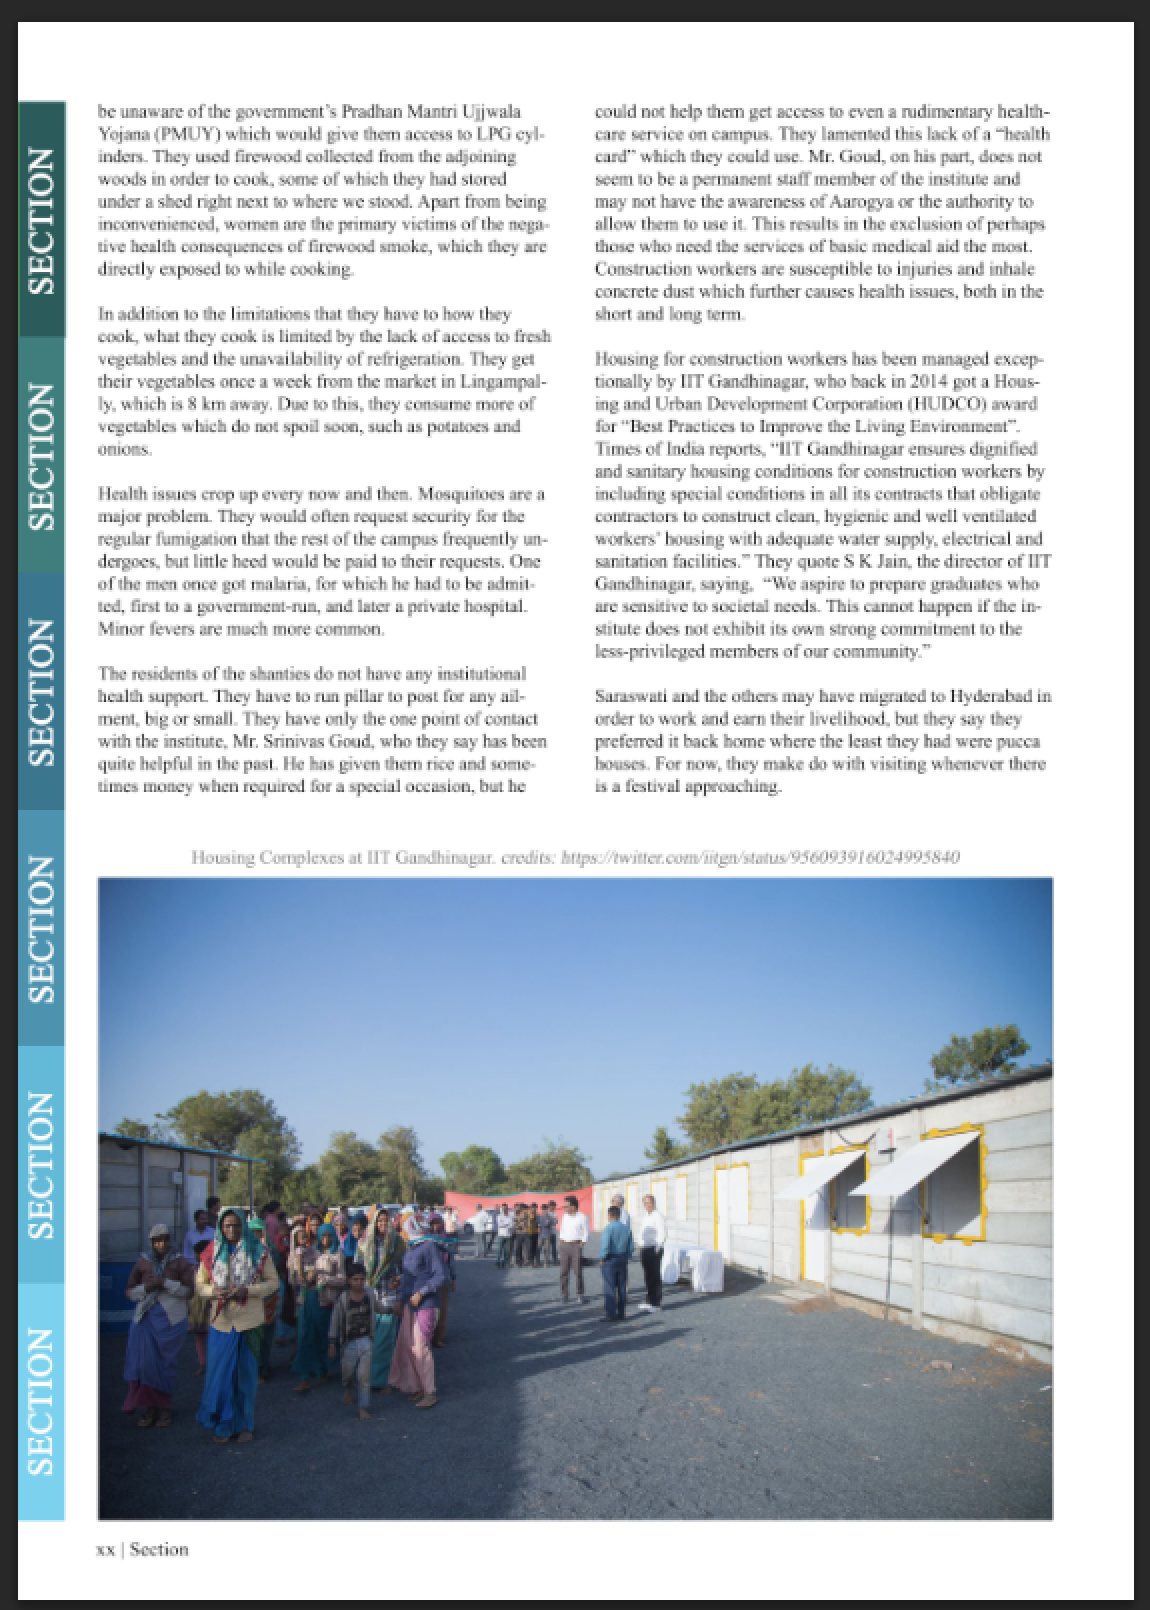 SECTION
SECTION
SECTION
SECTION
SECTION
SECTION
be unaware of the government's Pradhan Mantri Ujjwala
Yojana (PMUY) which would give them access to LPG cyl-
inders. They used firewood collected from the adjoining
woods in order to cook, some of which they had stored
under a shed right next to where we stood. Apart from being
inconvenienced, women are the primary victims of the nega-
tive health consequences of firewood smoke, which they are
directly exposed to while cooking.
In addition to the limitations that they have to how they
cook, what they cook is limited by the lack of access to fresh
vegetables and the unavailability of refrigeration. They get
their vegetables once a week from the market in Lingampal-
ly, which is 8 km away. Due to this, they consume more of
vegetables which do not spoil soon, such as potatoes and
onions.
Health issues crop up every now and then. Mosquitoes are a
major problem. They would often request security for the
regular fumigation that the rest of the campus frequently un-
dergoes, but little heed would be paid to their requests. One
of the men once got malaria, for which he had to be admit-
ted, first to a government-run, and later a private hospital.
Minor fevers are much more common.
The residents of the shanties do not have any institutional
health support. They have to run pillar to post for any ail-
ment, big or small. They have only the one point of contact
with the institute, Mr. Srinivas Goud, who they say has been
quite helpful in the past. He has given them rice and some-
times money when required for a special occasion, but he
could not help them get access to even a rudimentary health-
care service on campus. They lamented this lack of a “health
card” which they could use. Mr. Goud, on his part, does not
seem to be a permanent staff member of the institute and
may not have the awareness of Aarogya or the authority to
allow them to use it. This results in the exclusion of perhaps
those who need the services of basic medical aid the most.
Construction workers are susceptible to injuries and inhale
concrete dust which further causes health issues, both in the
short and long term.
Housing for construction workers has been managed excep-
tionally by IIT Gandhinagar, who back in 2014 got a Hous-
ing and Urban Development Corporation (HUDCO) award
for “Best Practices to Improve the Living Environment”.
Times of India reports, “IIT Gandhinagar ensures dignified
and sanitary housing conditions for construction workers by
including special conditions in all its contracts that obligate
contractors to construct clean, hygienic and well ventilated
workers’ housing with adequate water supply, electrical and
sanitation facilities.” They quote S K Jain, the director of IIT
Gandhinagar, saying, “We aspire to prepare graduates who
are sensitive to societal needs. This cannot happen if the in-
stitute does not exhibit its own strong commitment to the
less-privileged members of our community.”
Saraswati and the others may have migrated to Hyderabad in
order to work and earn their livelihood, but they say they
preferred it back home where the least they had were pucca
houses. For now, they make do with visiting whenever there
is a festival approaching.
Housing Complexes at IIT Gandhinagar. credits: https://twitter.com/iitgn/status/956093916024995840
xx | Section